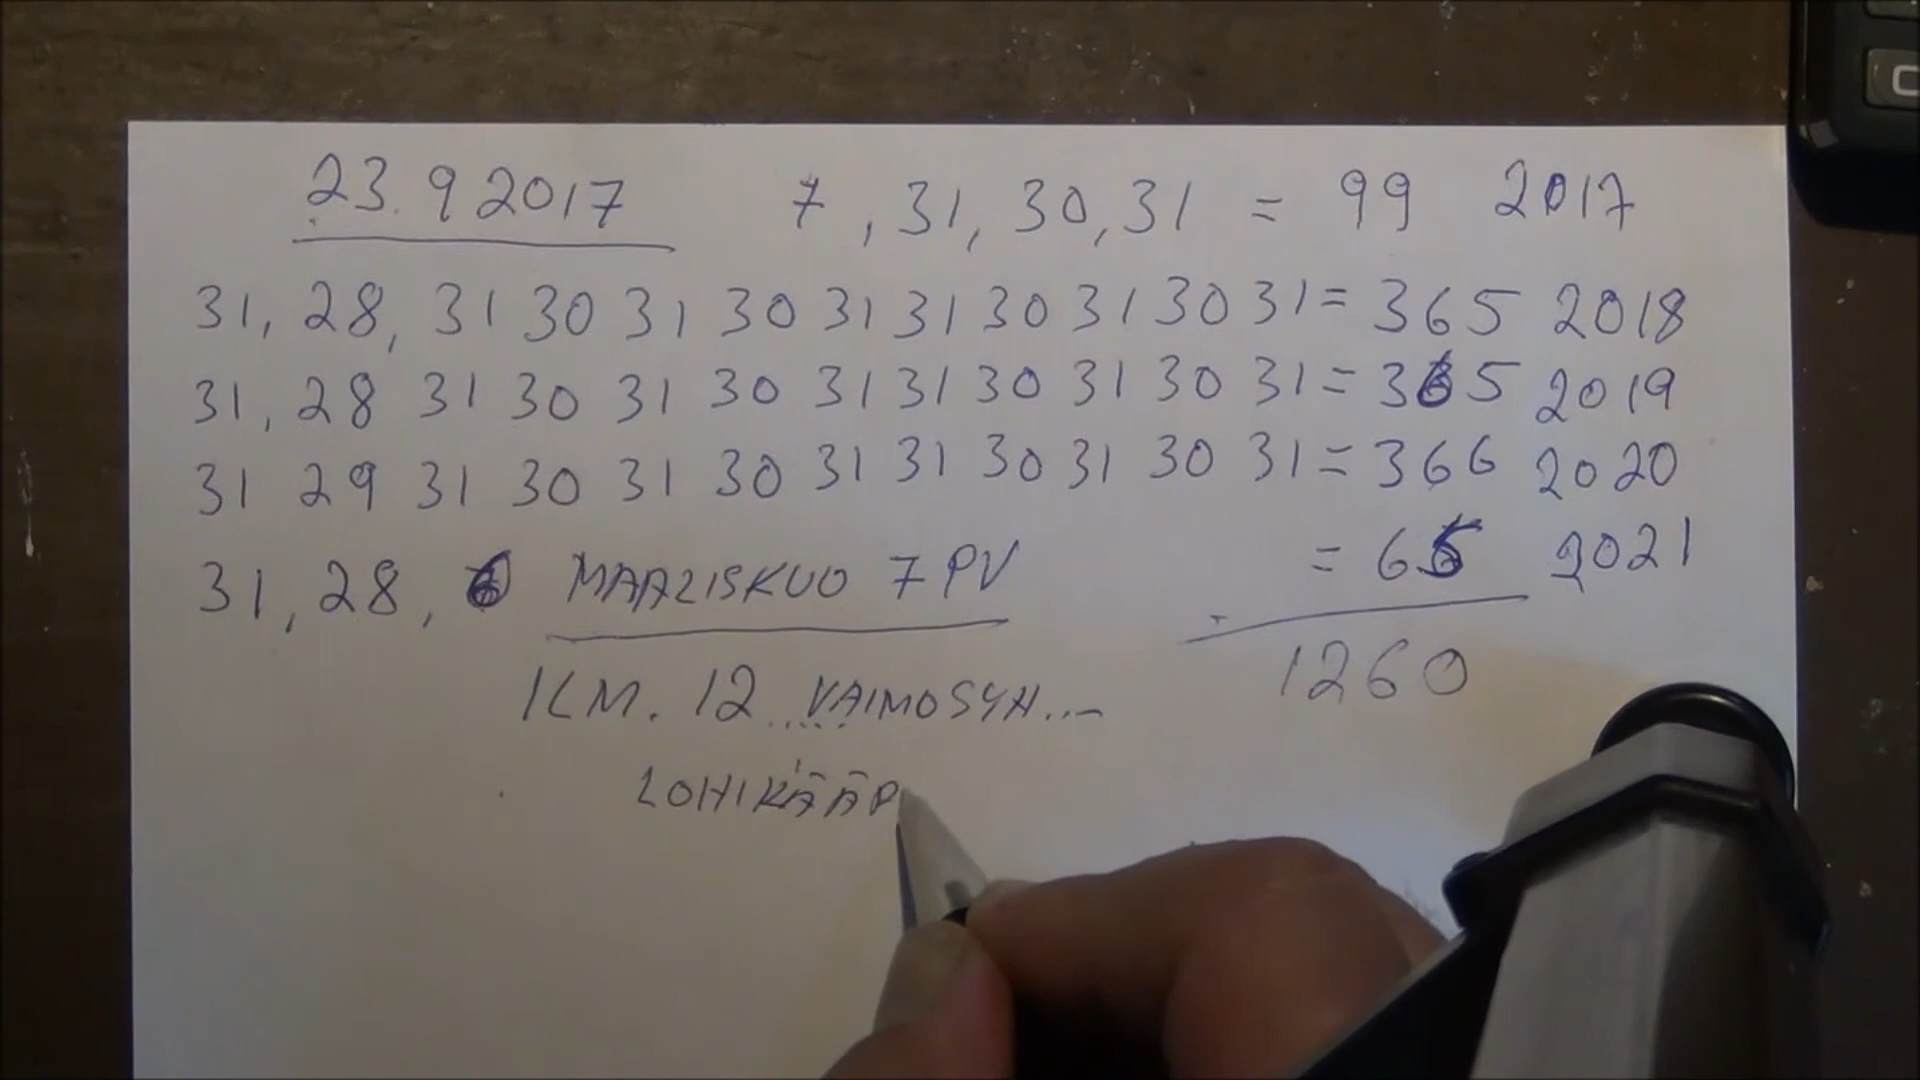 23.9 2017 7, 31, 30, 31 = 99 2017
31, 28, 31 30 31 30 31 31 30 31 30 31 = 365 2018
31, 28 31 30 31 30 31 31 30 31 30 31 = 365 2019
31 29 31 30 31 30 31 31 30 31 30 31 = 366 2020
31, 28, MAALISKUO 7 PV = 65 2021
1260
ILM. 12 .... VAIMOSYN...
LOHIKÄÄR
C